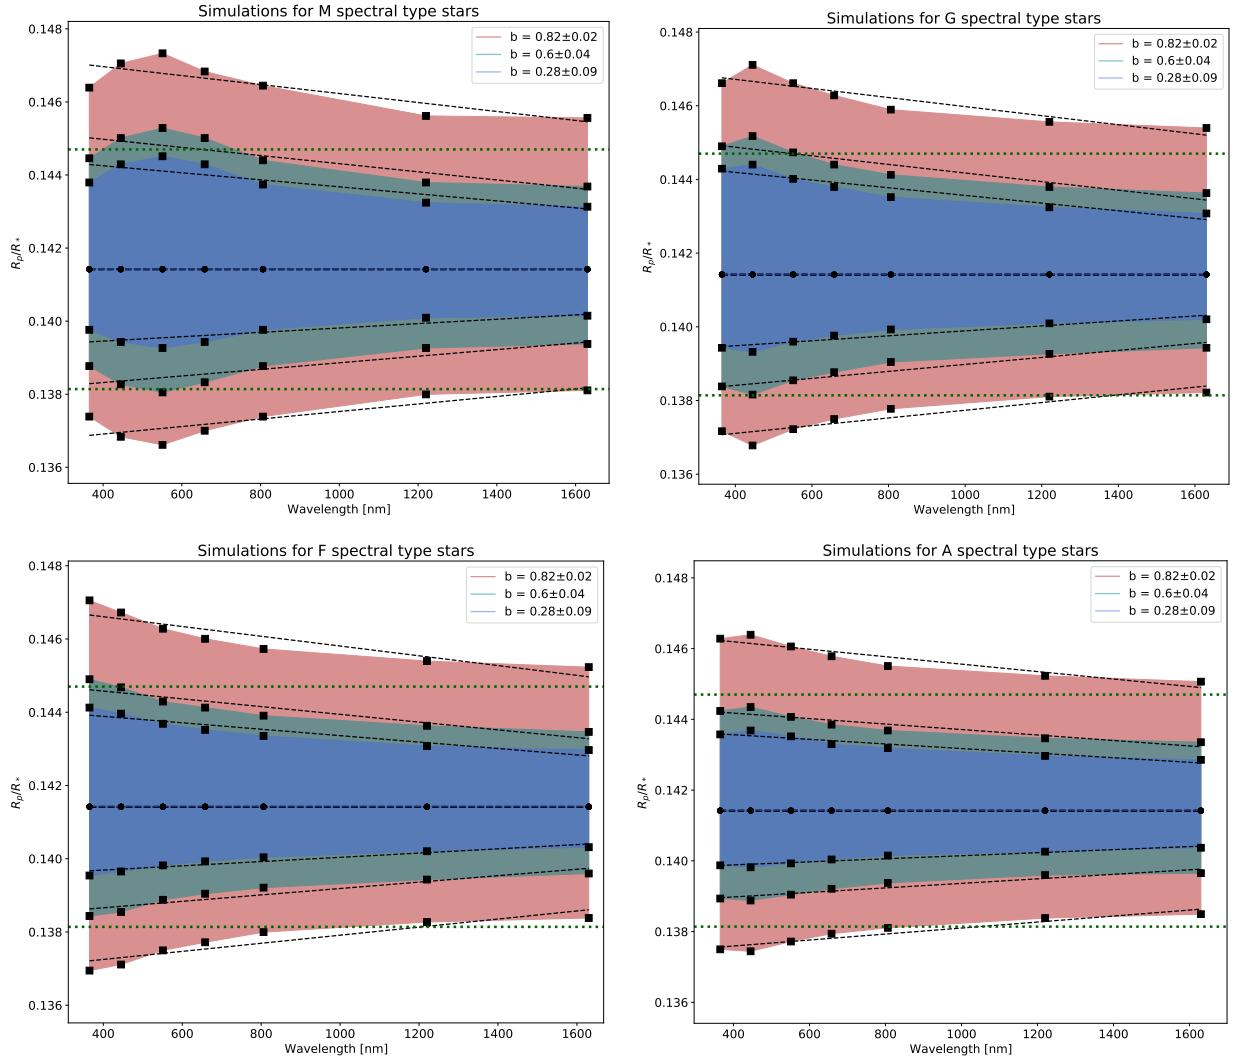 Simulations for M spectral type stars
b = 0.82±0.02
b = 0.6±0.04
b = 0.28±0.09
0.148
0.146
0.144
0.142
0.140
0.138
0.136
Rp/R*
400 600 800 1000 1200 1400 1600
Wavelength [nm]
Simulations for G spectral type stars
b = 0.82±0.02
b = 0.6±0.04
b = 0.28±0.09
0.148
0.146
0.144
0.142
0.140
0.138
0.136
Rp/R*
400 600 800 1000 1200 1400 1600
Wavelength [nm]
Simulations for F spectral type stars
b = 0.82±0.02
b = 0.6±0.04
b = 0.28±0.09
0.148
0.146
0.144
0.142
0.140
0.138
0.136
Rp/R*
400 600 800 1000 1200 1400 1600
Wavelength [nm]
Simulations for A spectral type stars
b = 0.82±0.02
b = 0.6±0.04
b = 0.28±0.09
0.148
0.146
0.144
0.142
0.140
0.138
0.136
Rp/R*
400 600 800 1000 1200 1400 1600
Wavelength [nm]